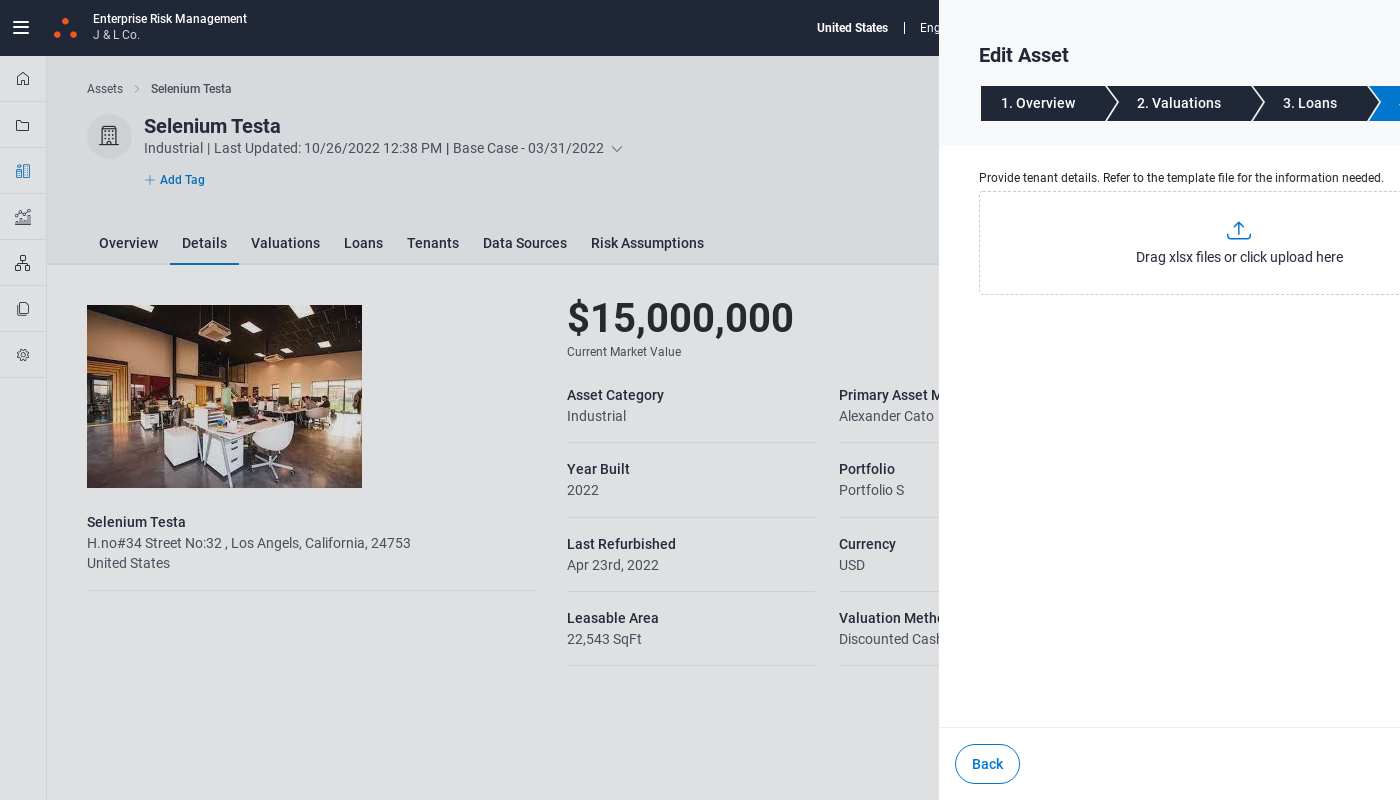 Enterprise Risk Management
J & L Co.
United States
Eng
Assets
Selenium Testa
Selenium Testa
Industrial | Last Updated: 10/26/2022 12:38 PM | Base Case - 03/31/2022
Add Tag
Overview Details Valuations Loans Tenants Data Sources Risk Assumptions
Selenium Testa
H.no#34 Street No:32 , Los Angels, California, 24753
United States
$15,000,000
Current Market Value
Asset Category
Industrial
Primary Asset M
Alexander Cato
Year Built
2022
Portfolio
Portfolio S
Last Refurbished
Apr 23rd, 2022
Currency
USD
Leasable Area
22,543 SqFt
Valuation Metho
Discounted Cash
Edit Asset
1. Overview 2. Valuations 3. Loans
Provide tenant details. Refer to the template file for the information needed.
Drag xlsx files or click upload here
Back